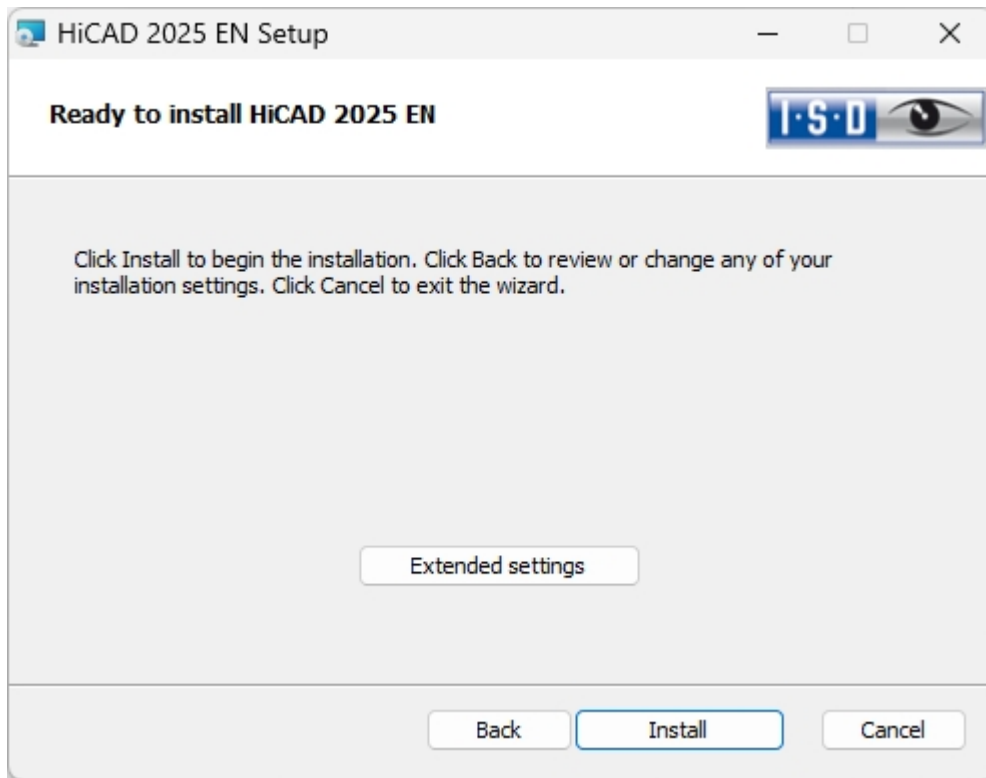 HiCAD 2025 EN Setup
Ready to install HiCAD 2025 EN
I·S·D
Click Install to begin the installation. Click Back to review or change any of your
installation settings. Click Cancel to exit the wizard.
Extended settings
Back
Install
Cancel